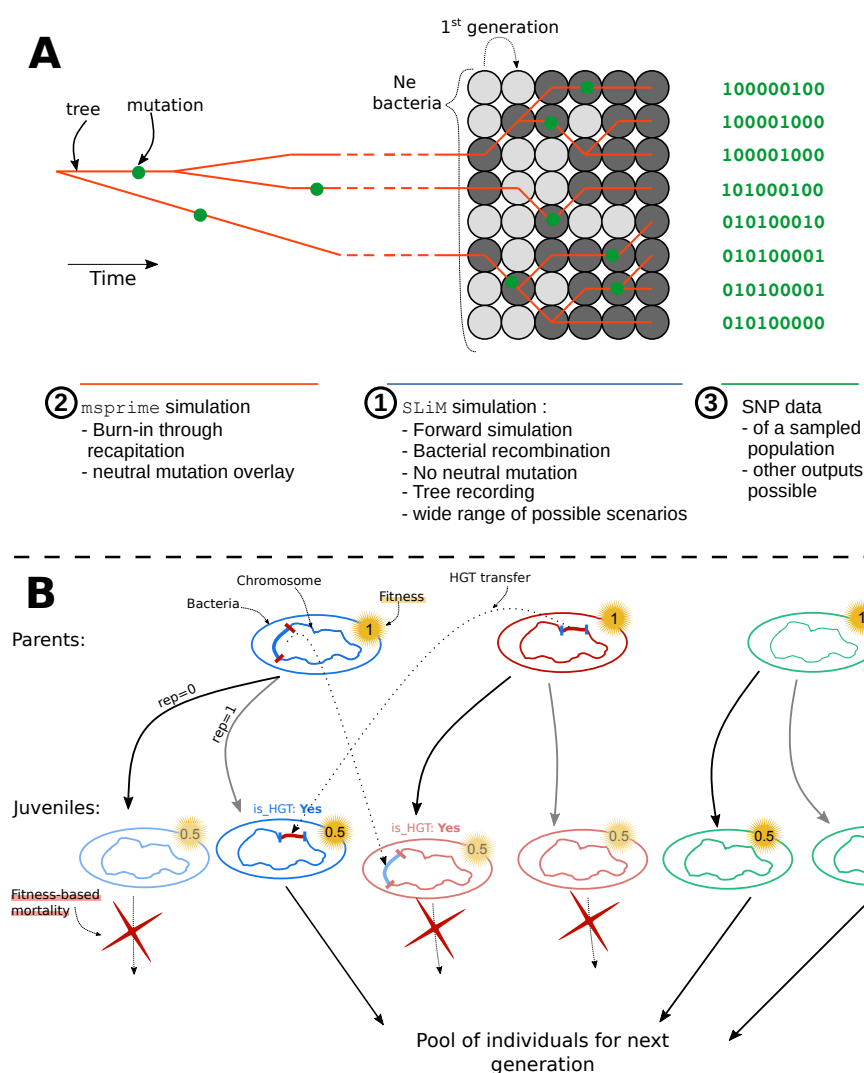 A
1st generation
Ne
bacteria
tree
mutation
Time
100000100
100001000
100001000
101000100
010100010
010100001
010100001
010100000
2
msprime simulation
- Burn-in through
recapitation
- neutral mutation overlay
1
SLiM simulation :
- Forward simulation
- Bacterial recombination
- No neutral mutation
- Tree recording
- wide range of possible scenarios
3
SNP data
- of a sampled
population
- other outputs
possible
B
Chromosome
HGT transfer
Bacteria
Fitness
Parents:
1
1
1
rep=0
rep=1
Juveniles:
is_HGT: Yes
is_HGT: Yes
0.5
0.5
0.5
0.5
0.5
Fitness-based
mortality
Pool of individuals for next
generation